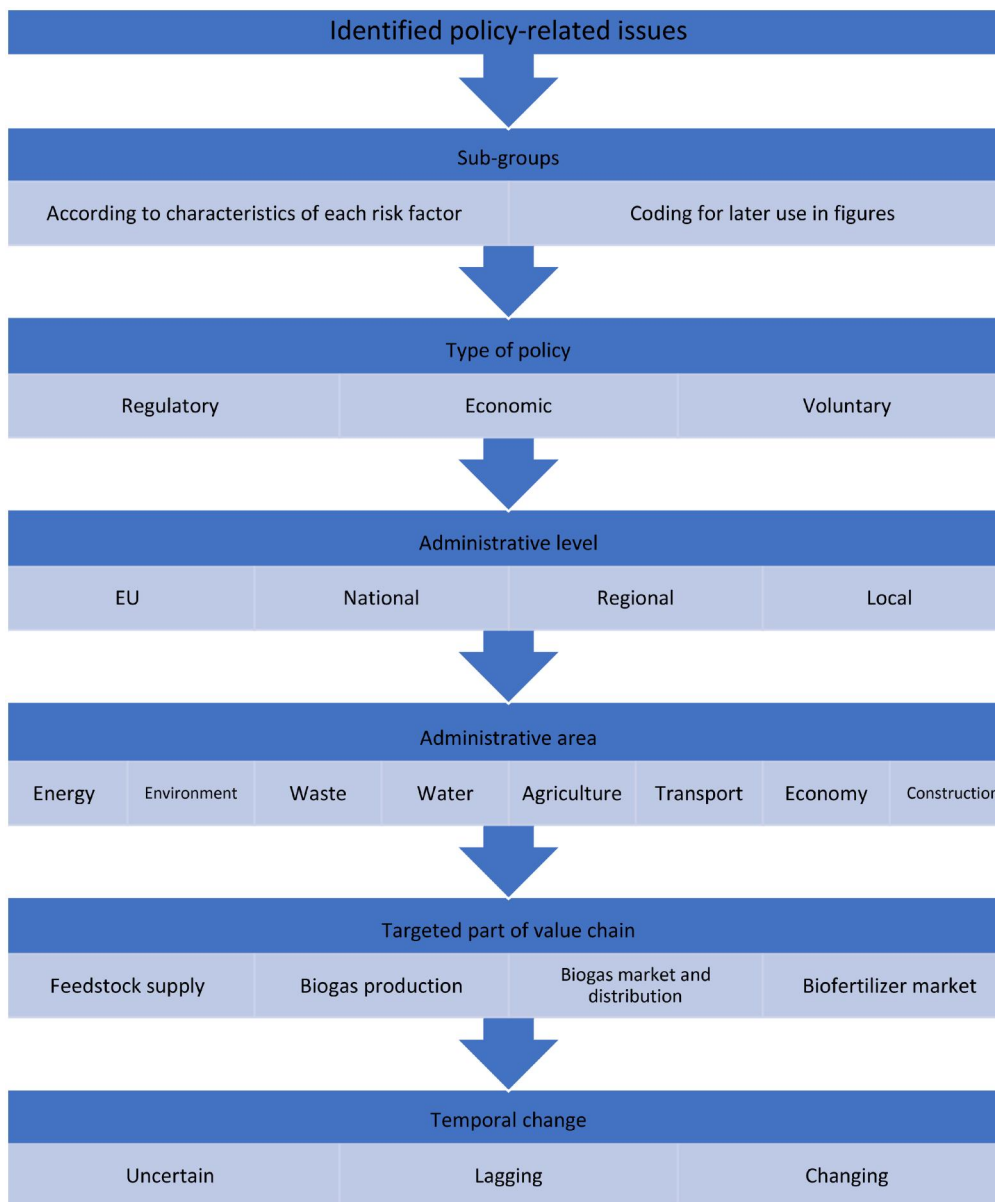 Identified policy-related issues
Sub-groups
According to characteristics of each risk factor
Coding for later use in figures
Type of policy
Regulatory
Economic
Voluntary
Administrative level
EU
National
Regional
Local
Administrative area
Energy
Environment
Waste
Water
Agriculture
Transport
Economy
Construction
Targeted part of value chain
Feedstock supply
Biogas production
Biogas market and
distribution
Biofertilizer market
Temporal change
Uncertain
Lagging
Changing